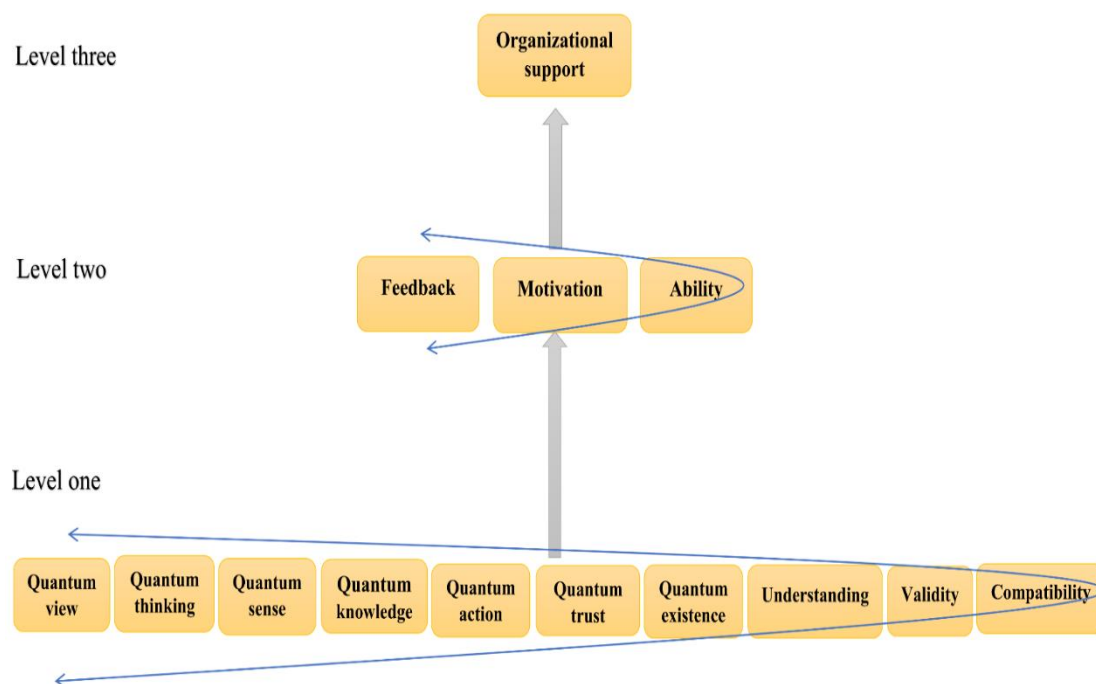 Level three
Organizational
support
Level two
Feedback
Motivation
Ability
Level one
Quantum
view
Quantum
thinking
Quantum
sense
Quantum
knowledge
Quantum
action
Quantum
trust
Quantum
existence
Understanding
Validity
Compatibility